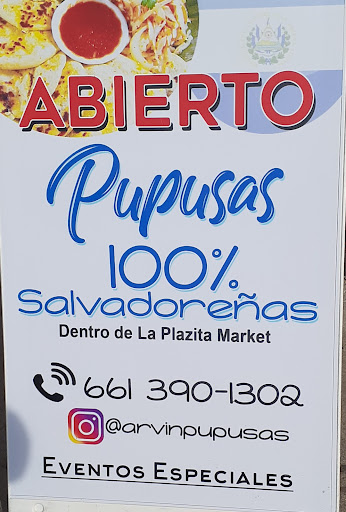 ABIERTO
Pupusas
100%
Salvadoreñas
Dentro de La Plazita Market
661 390-1302
@arvinpupusas
EVENTOS ESPECIALES